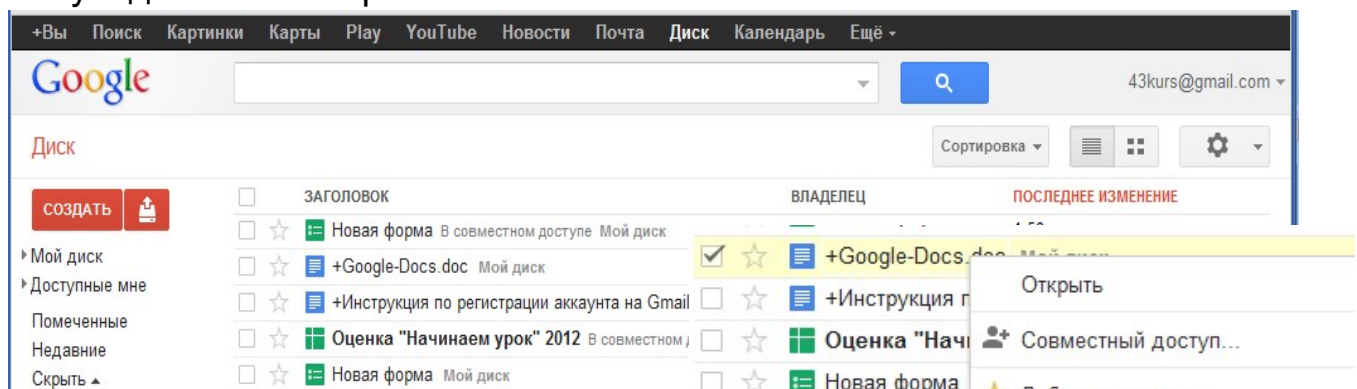 +Вы Поиск Картинки Карты Play YouTube Новости Почта Диск Календарь Ещё
Google
43kurs@gmail.com
Диск
Сортировка
СОЗДАТЬ
ЗАГОЛОВОК ВЛАДЕЛЕЦ ПОСЛЕДНЕЕ ИЗМЕНЕНИЕ
Мой диск
Доступные мне
Помеченные
Недавние
Скрыть
Новая форма В совместном доступе Мой диск
+Google-Docs.doc Мой диск
+Инструкция по регистрации аккаунта на Gmail
Оценка "Начинаем урок" 2012 В совместном
Новая форма Мой диск
+Google-Docs.doc
+Инструкция
Оценка
Новая форма
Открыть
Совместный доступ...